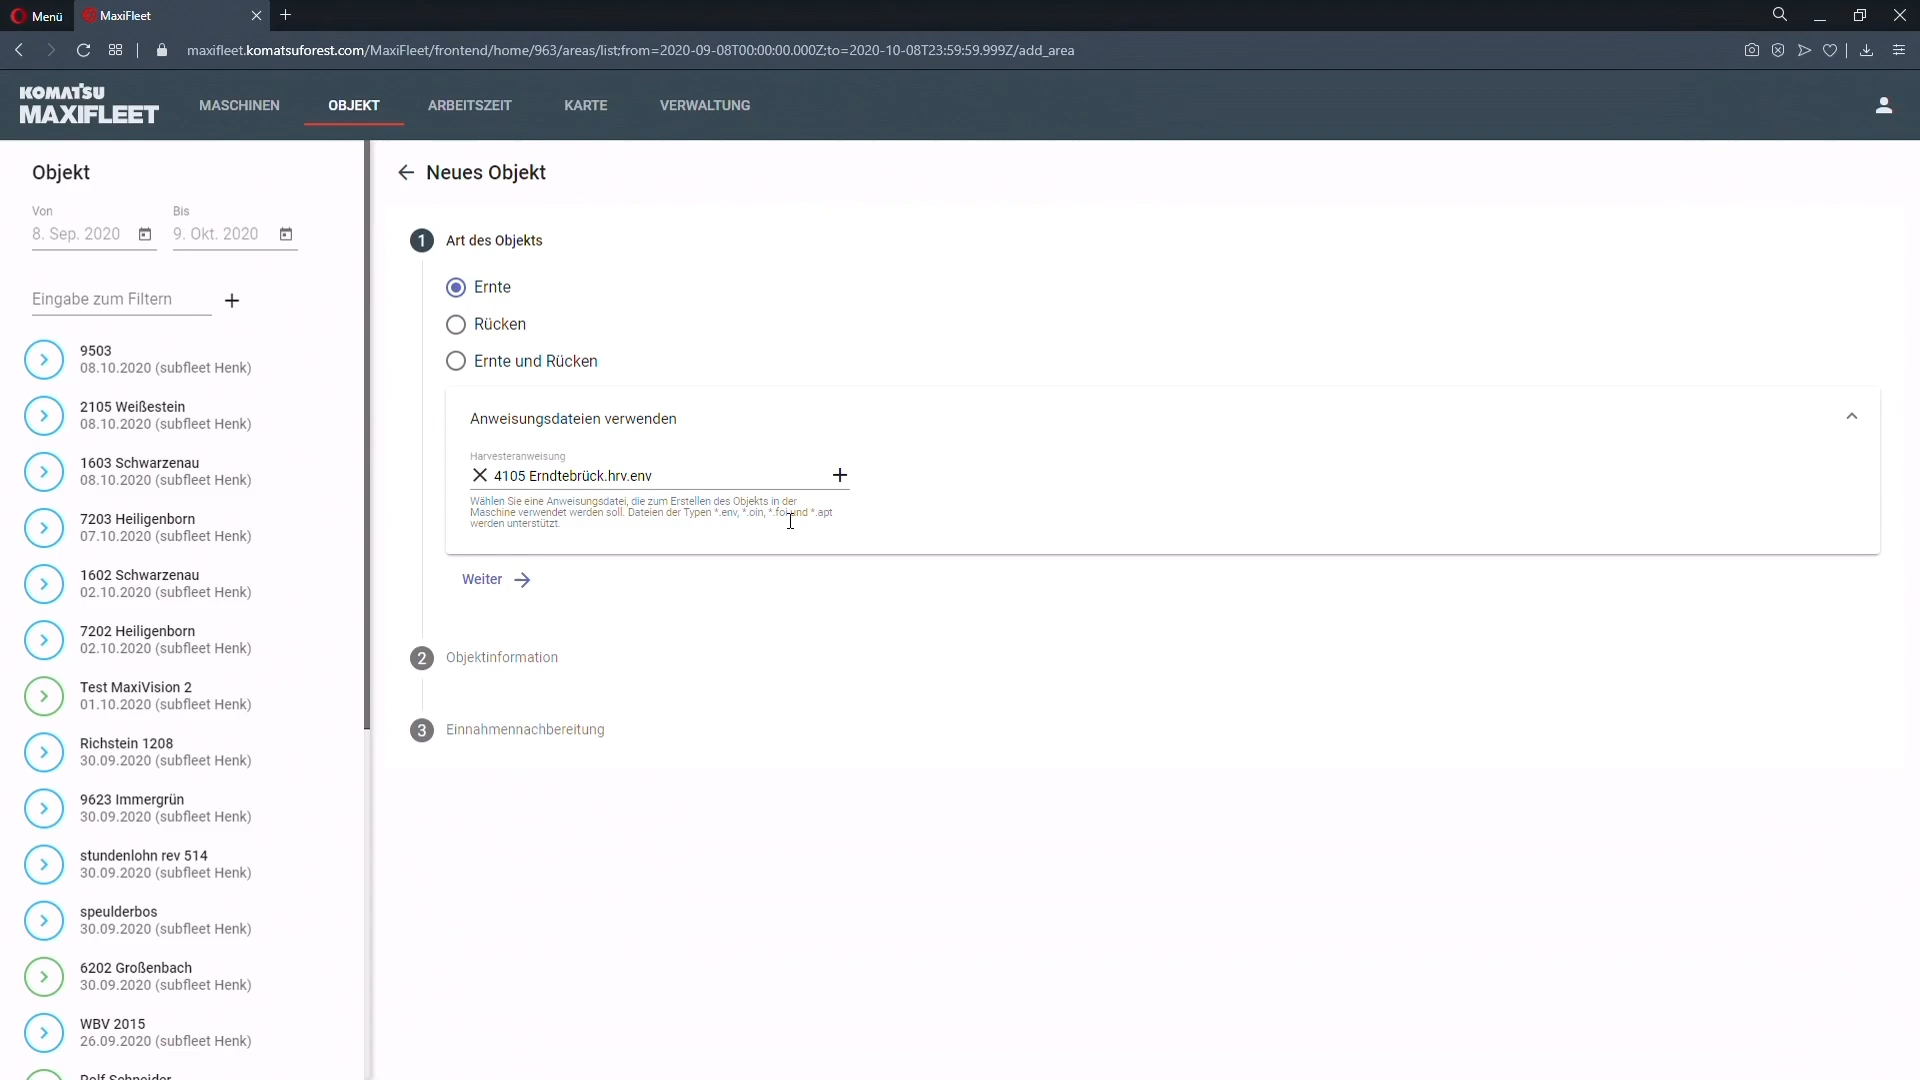 Menü
MaxiFleet
maxifleet.komatsuforest.com/MaxiFleet/frontend/home/963/areas/list;from=2020-09-08T00:00:00.000Z;to=2020-10-08T23:59:59.999Z/add_area
KOMATSU
MAXIFLEET
MASCHINEN
OBJEKT
ARBEITSZEIT
KARTE
VERWALTUNG
Objekt
Von
8. Sep. 2020
Bis
9. Okt. 2020
Eingabe zum Filtern
9503
08.10.2020 (subfleet Henk)
2105 Weißestein
08.10.2020 (subfleet Henk)
1603 Schwarzenau
08.10.2020 (subfleet Henk)
7203 Heiligenborn
07.10.2020 (subfleet Henk)
1602 Schwarzenau
02.10.2020 (subfleet Henk)
7202 Heiligenborn
02.10.2020 (subfleet Henk)
Test MaxiVision 2
01.10.2020 (subfleet Henk)
Richstein 1208
30.09.2020 (subfleet Henk)
9623 Immergrün
30.09.2020 (subfleet Henk)
stundenlohn rev 514
30.09.2020 (subfleet Henk)
speulderbos
30.09.2020 (subfleet Henk)
6202 Großenbach
30.09.2020 (subfleet Henk)
WBV 2015
26.09.2020 (subfleet Henk)
Rolf Schneider
Neues Objekt
1 Art des Objekts
Ernte
Rücken
Ernte und Rücken
Anweisungsdateien verwenden
Harvesteranweisung
4105 Erndtebrück.hrv.env
Wählen Sie eine Anweisungsdatei, die zum Erstellen des Objekts in der
Maschine verwendet werden soll. Dateien der Typen *.env, *.oin, *.foi und *.apt
werden unterstützt.
Weiter
2 Objektinformation
3 Einnahmennachbereitung